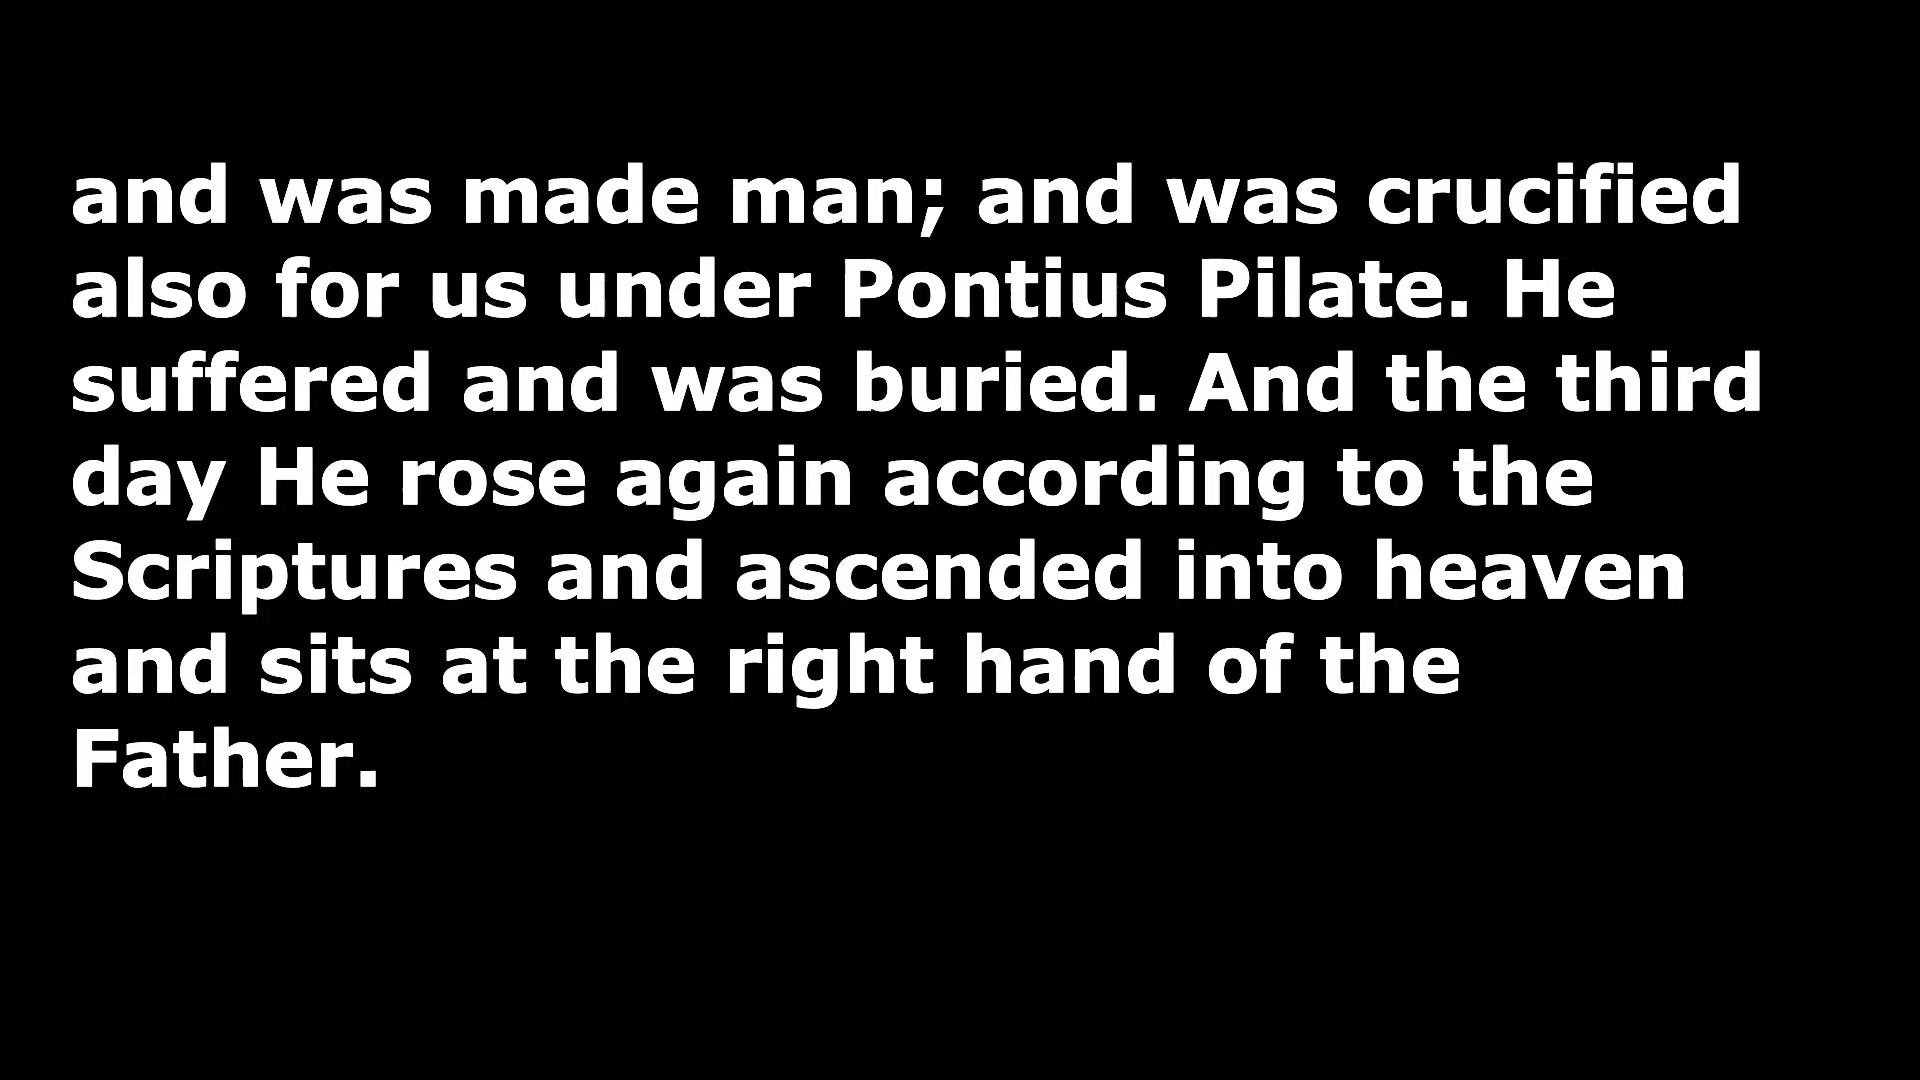 and was made man; and was crucified
also for us under Pontius Pilate. He
suffered and was buried. And the third
day He rose again according to the
Scriptures and ascended into heaven
and sits at the right hand of the
Father.